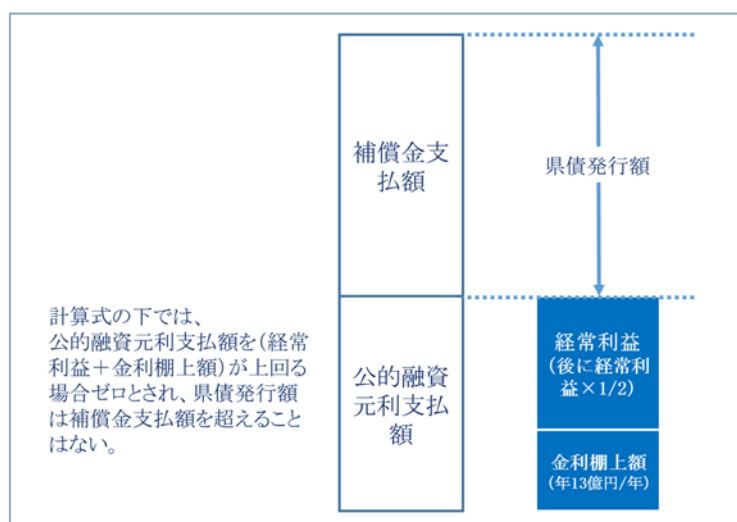 補償金支
払額
県債発行額
計算式の下では、
公的融資元利支払額を(経常
利益+金利棚上額)が上回る
場合ゼロとされ、県債発行額
は補償金支払額を超えること
はない。
公的融資
元利支払
額
経常利益
(後に経常利
益×1/2)
金利棚上額
(年13億円/年)